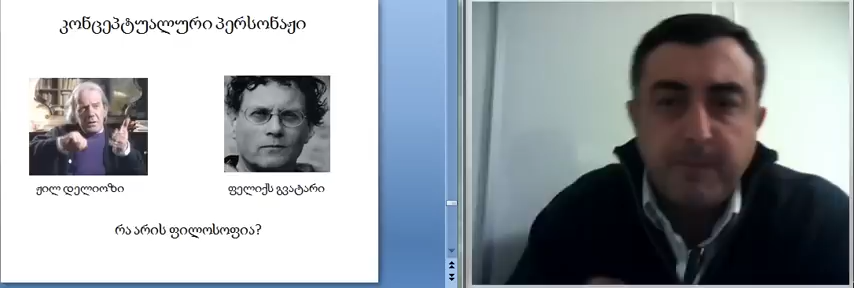 კონცეპტუალური პერსონაჟი
ჟილ დელიოზი
ფელიქს გვატარი
რა არის ფილოსოფია?